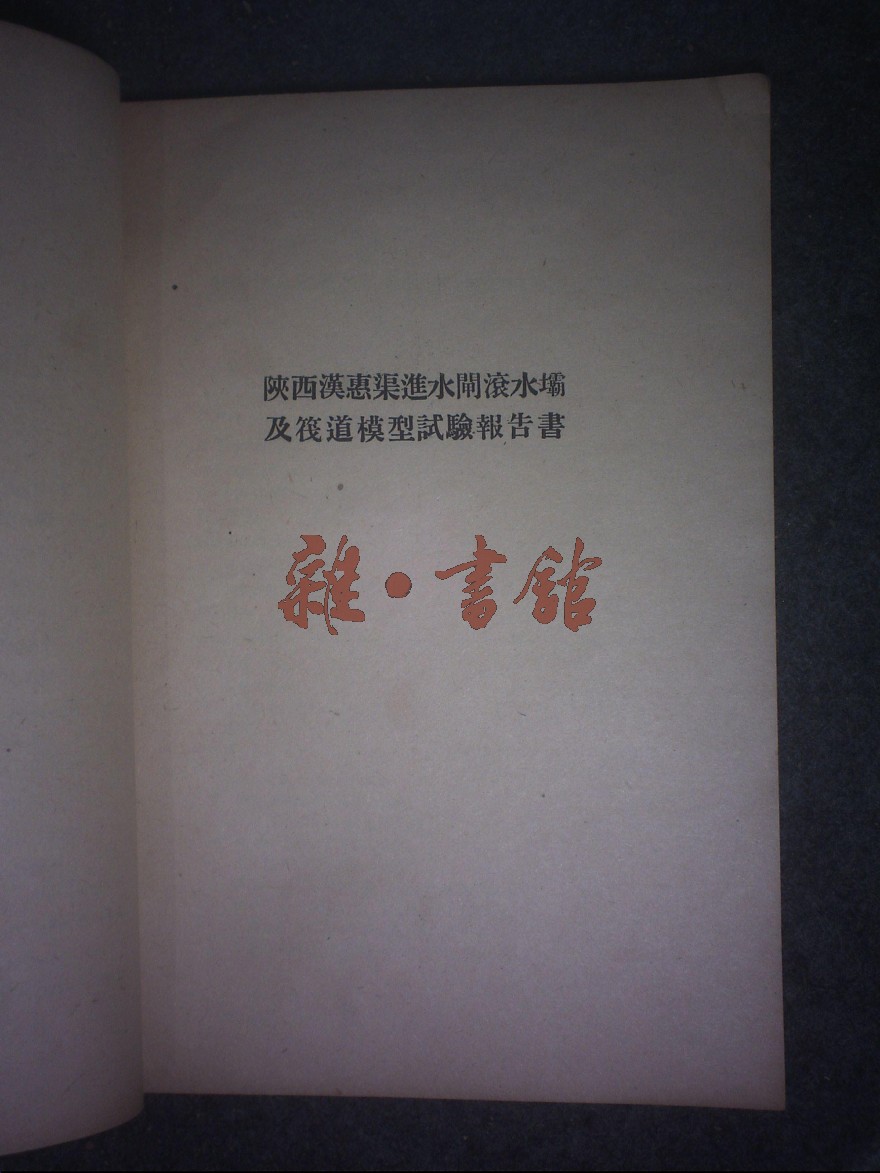 陝西漢惠渠進水閘滾水壩
及筏道模型試驗報告書
雜·書館